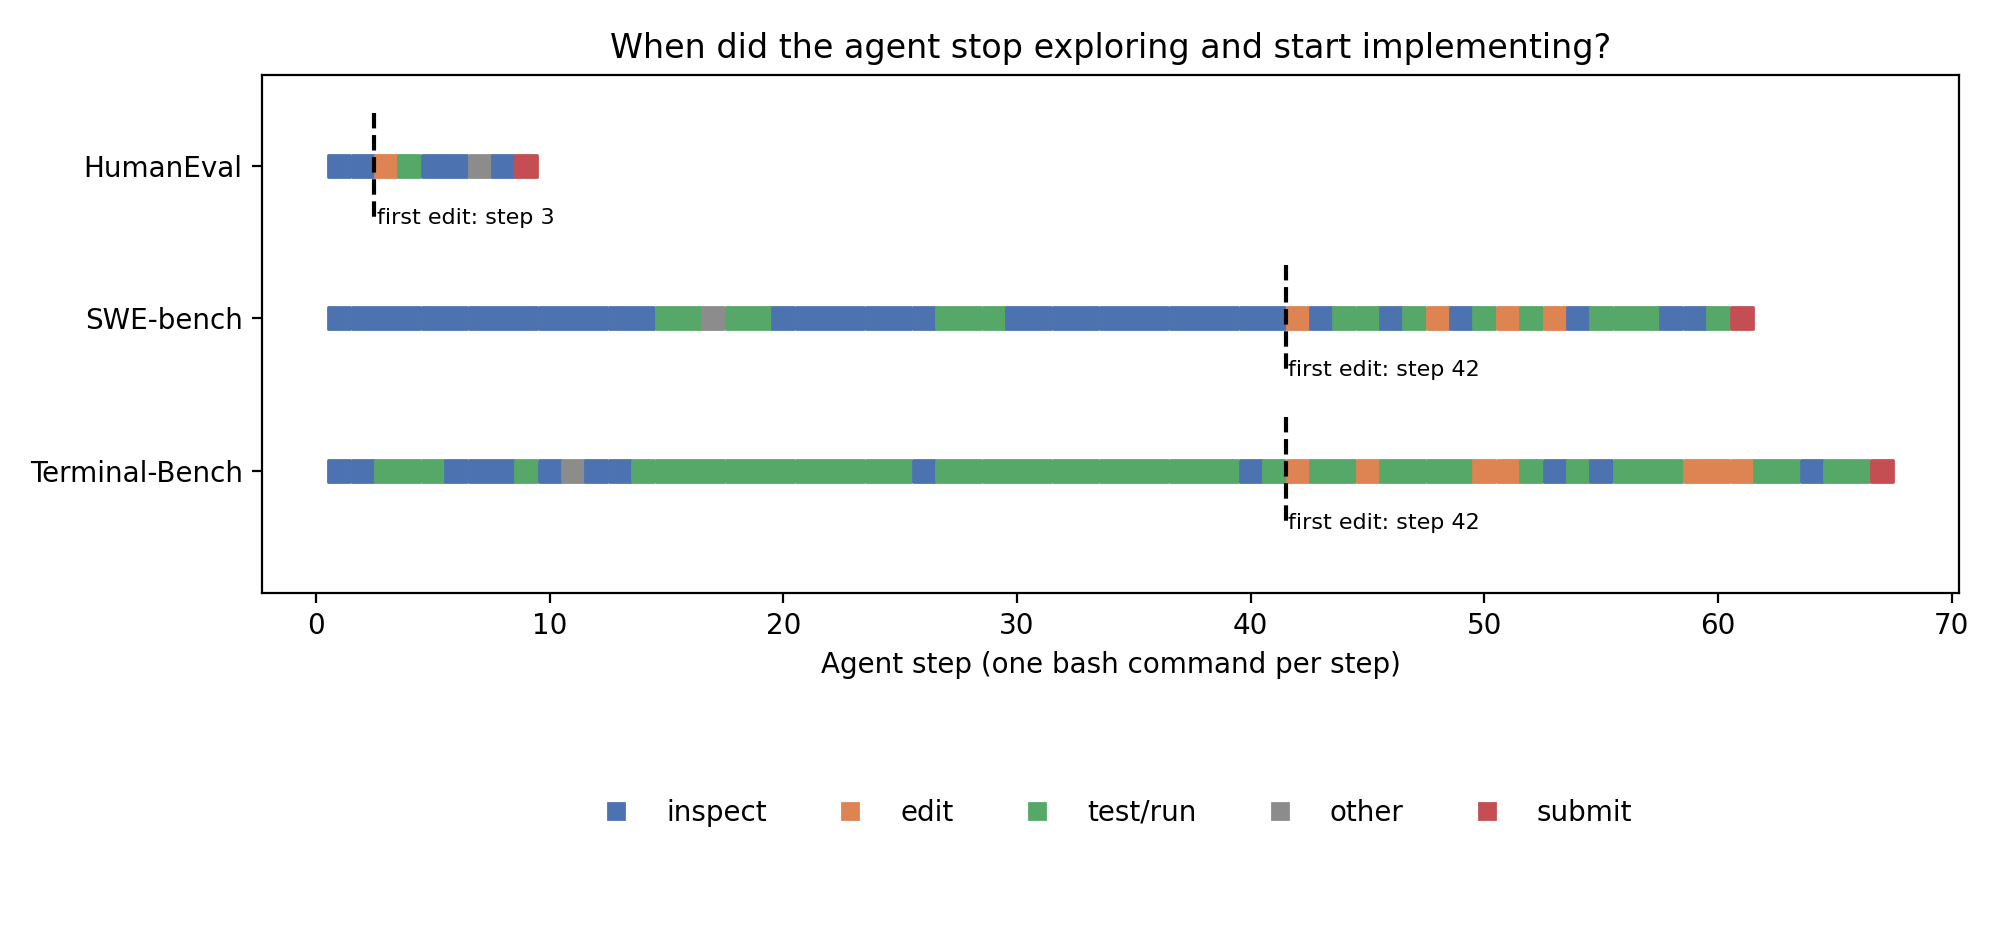 When did the agent stop exploring and start implementing?
HumanEval
first edit: step 3
SWE-bench
first edit: step 42
Terminal-Bench
first edit: step 42
0 10 20 30 40 50 60 70
Agent step (one bash command per step)
inspect edit test/run other submit